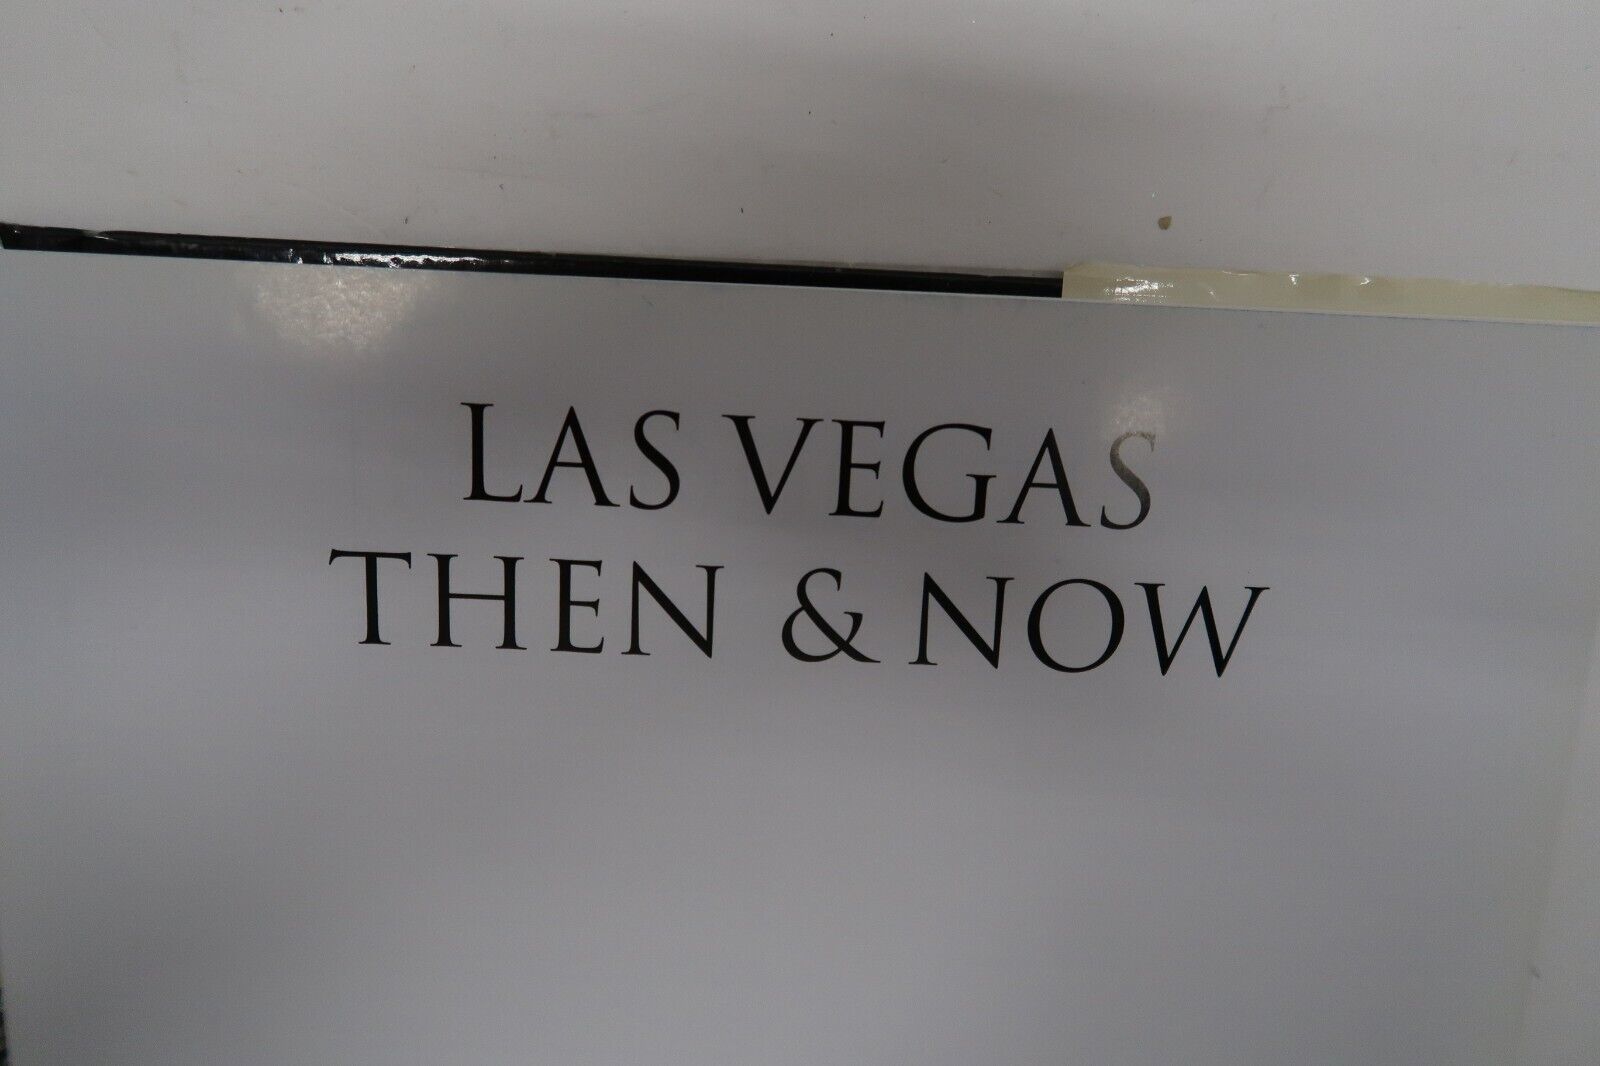 LAS VEGAS
THEN & NOW